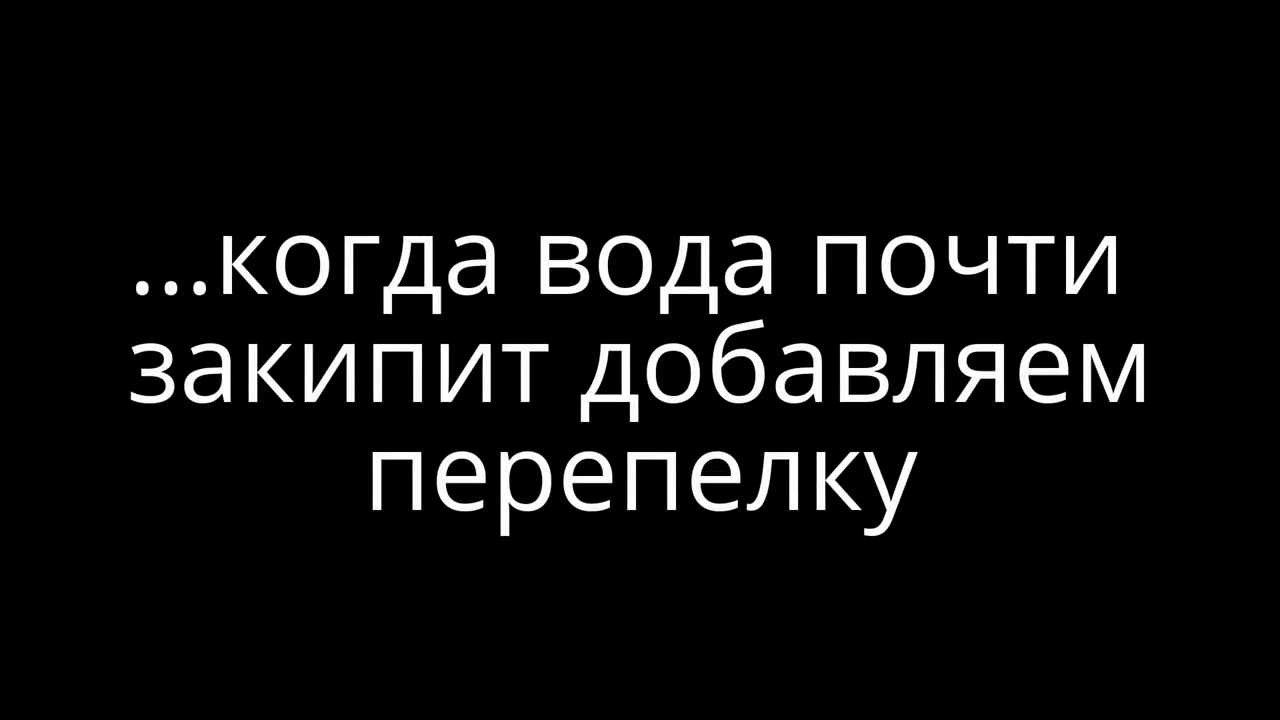 ...когда вода почти
закипит добавляем
перепелку